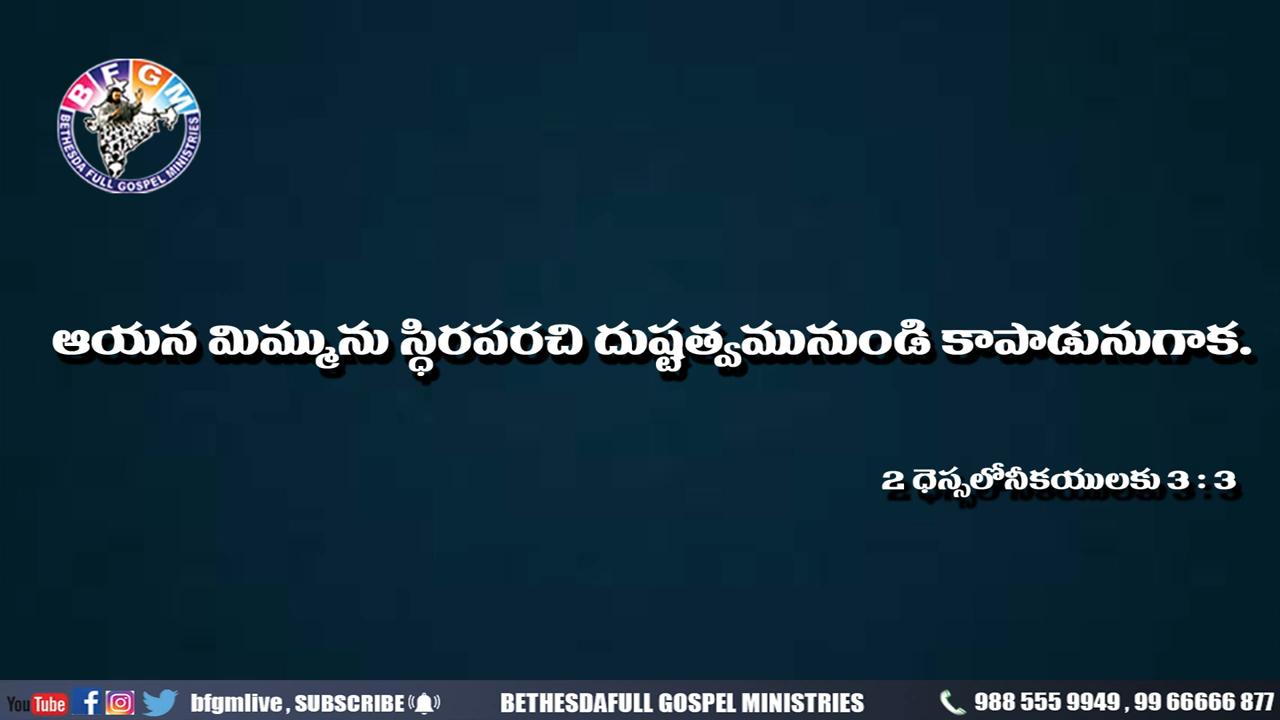 BFGM
BETHESDA FULL GOSPEL MINISTRIES
ఆయన మిమ్మును స్ధిరపరచి దుష్టత్వమునుండి కాపాడునుగాక.
2 ధెస్సలోనీకయులకు 3 : 3
YouTube bfgmlive , SUBSCRIBE BETHESDAFULL GOSPEL MINISTRIES 988 555 9949 , 99 66666 877